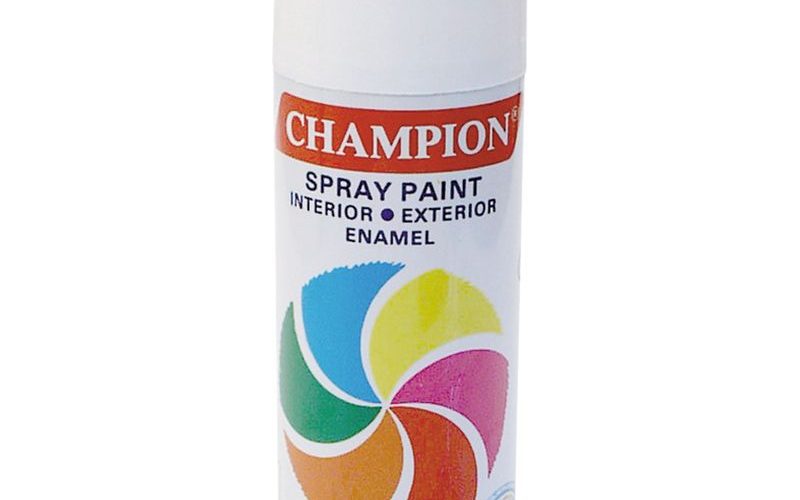 CHAMPION®
SPRAY PAINT
INTERIOR ● EXTERIOR
ENAMEL